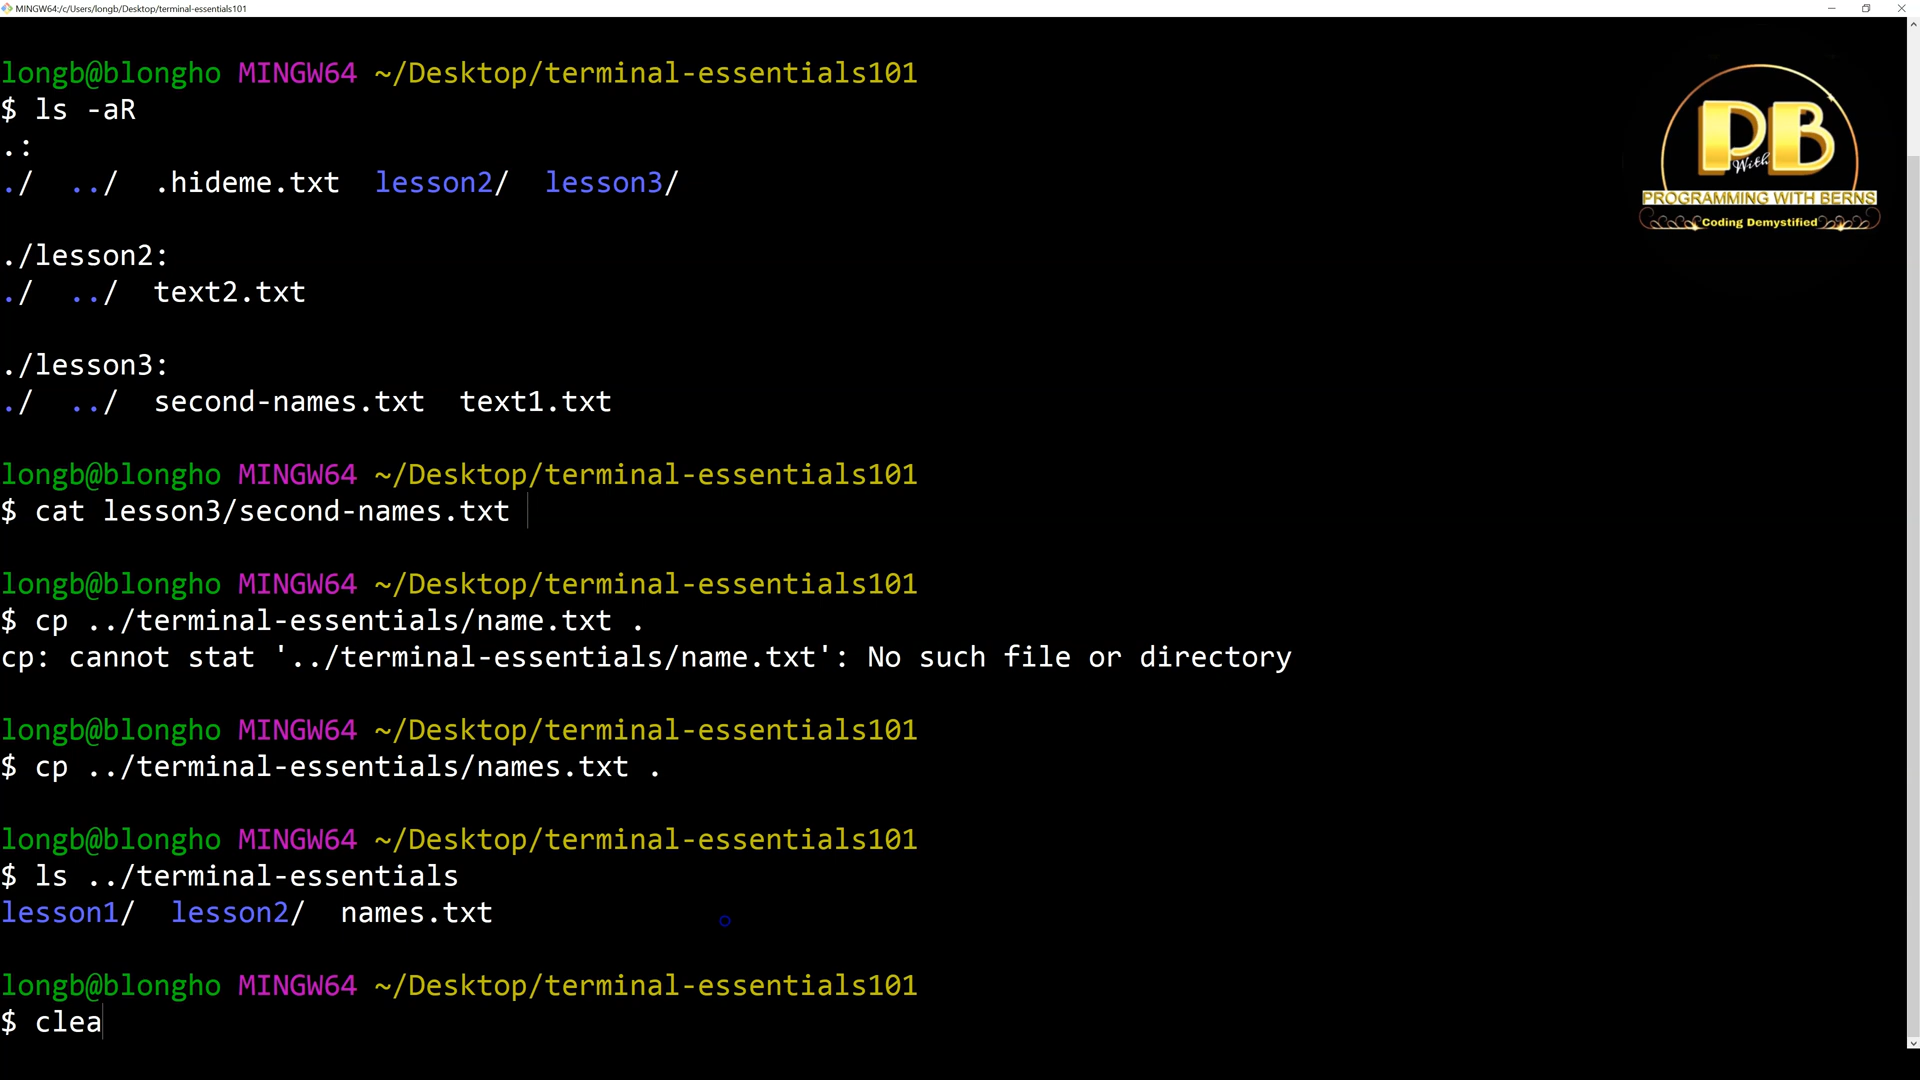 MINGW64:/c/Users/longb/Desktop/terminal-essentials101
longb@blongho MINGW64 ~/Desktop/terminal-essentials101
$ ls -aR
.:
./  ../  .hideme.txt  lesson2/  lesson3/
./lesson2:
./  ../  text2.txt
./lesson3:
./  ../  second-names.txt  text1.txt
longb@blongho MINGW64 ~/Desktop/terminal-essentials101
$ cat lesson3/second-names.txt
longb@blongho MINGW64 ~/Desktop/terminal-essentials101
$ cp ../terminal-essentials/name.txt .
cp: cannot stat '../terminal-essentials/name.txt': No such file or directory
longb@blongho MINGW64 ~/Desktop/terminal-essentials101
$ cp ../terminal-essentials/names.txt .
longb@blongho MINGW64 ~/Desktop/terminal-essentials101
$ ls ../terminal-essentials
lesson1/  lesson2/  names.txt
longb@blongho MINGW64 ~/Desktop/terminal-essentials101
$ clea
PB
With
PROGRAMMING WITH BERNS
Coding Demystified